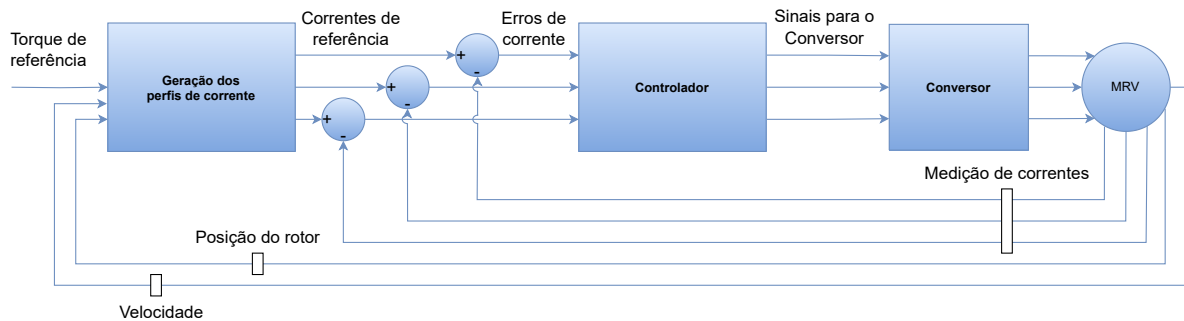 Torque de
referência
Geração dos
perfis de corrente
Correntes de
referência
+
-
+
-
+
-
Erros de
corrente
Controlador
Sinais para o
Conversor
Conversor
MRV
Medição de correntes
Posição do rotor
Velocidade